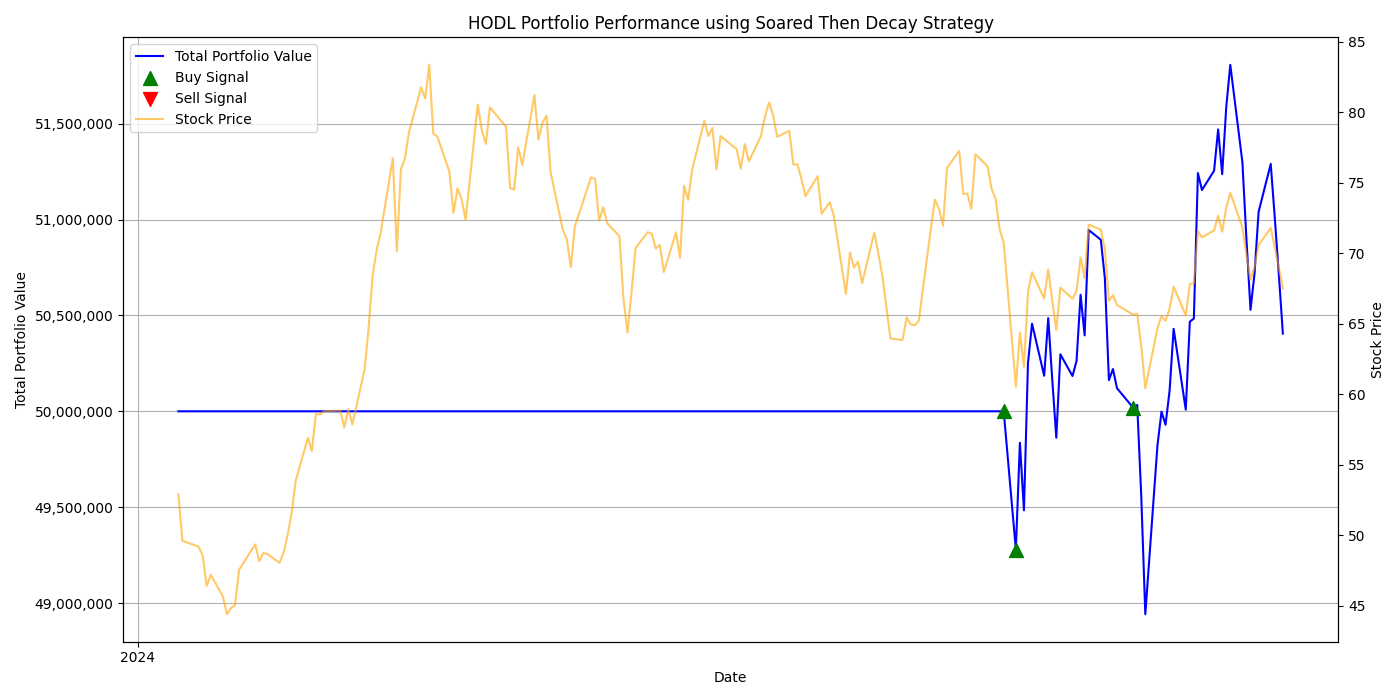 HODL Portfolio Performance using Soared Then Decay Strategy
Total Portfolio Value
Buy Signal
Sell Signal
Stock Price
51,500,000
51,000,000
50,500,000
50,000,000
49,500,000
49,000,000
Total Portfolio Value
85
80
75
70
65
60
55
50
45
Stock Price
2024
Date